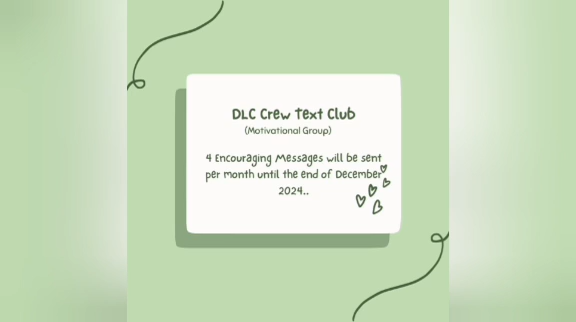 DLC Crew Text Club
(Motivational Group)
4 Encouraging Messages will be sent
per month until the end of December
2024..